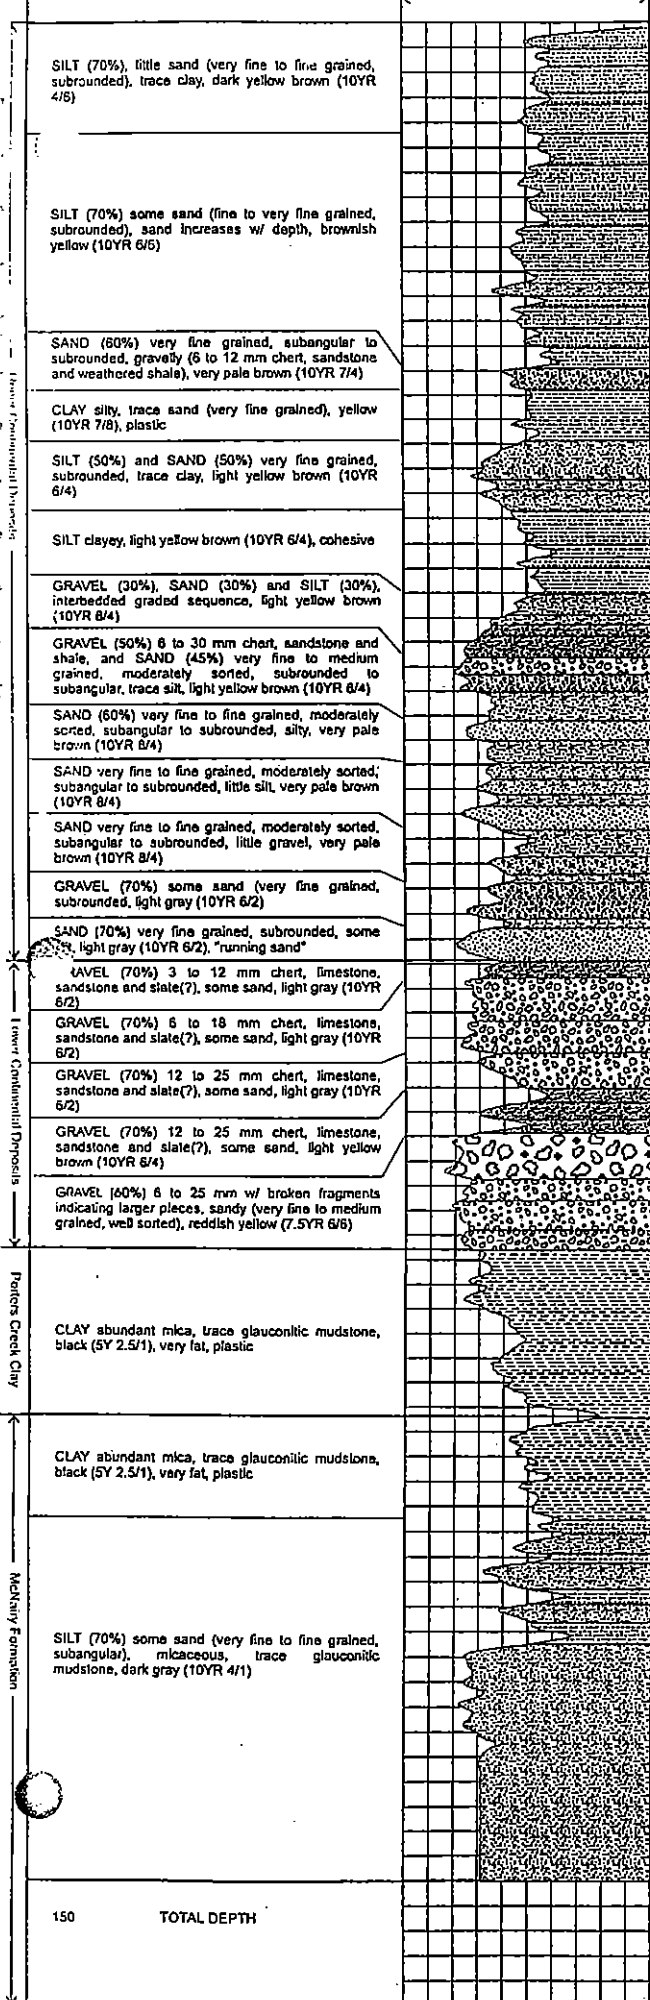 SILT (70%), little sand (very fine to fine grained,
subrounded), trace clay, dark yellow brown (10YR
4/6)
SILT (70%) some sand (fine to very fine grained,
subrounded), sand increases w/ depth, brownish
yellow (10YR 6/6)
SAND (60%) very fine grained, subangular to
subrounded, gravelly (6 to 12 mm chert, sandstone
and weathered shale), very pale brown (10YR 7/4)
CLAY silty, trace sand (very fine grained), yellow
(10YR 7/8), plastic
SILT (50%) and SAND (50%) very fine grained,
subrounded, trace clay, light yellow brown (10YR
6/4)
SILT clayey, light yellow brown (10YR 6/4), cohesive
GRAVEL (30%), SAND (30%) and SILT (30%),
interbedded graded sequence, light yellow brown
(10YR 6/4)
GRAVEL (50%) 6 to 30 mm chert, sandstone and
shale, and SAND (45%) very fine to medium
grained, moderately sorted, subrounded to
subangular, trace silt, light yellow brown (10YR 6/4)
SAND (60%) very fine to fine grained, moderately
sorted, subangular to subrounded, silty, very pale
brown (10YR 8/4)
SAND very fine to fine grained, moderately sorted,
subangular to subrounded, little silt, very pale brown
(10YR 8/4)
SAND very fine to fine grained, moderately sorted,
subangular to subrounded, little gravel, very pale
brown (10YR 8/4)
GRAVEL (70%) some sand (very fine grained,
subrounded, light gray (10YR 6/2)
SAND (70%) very fine grained, subrounded, some
light gray (10YR 6/2), "running sand"
RAVEL (70%) 3 to 12 mm chert, limestone,
sandstone and slate(?), some sand, light gray (10YR
6/2)
GRAVEL (70%) 6 to 18 mm chert, limestone,
sandstone and slate(?), some sand, light gray (10YR
6/2)
GRAVEL (70%) 12 to 25 mm chert, limestone,
sandstone and slate(?), some sand, light gray (10YR
6/2)
GRAVEL (70%) 12 to 25 mm chert, limestone,
sandstone and slate(?), some sand, light yellow
brown (10YR 6/4)
GRAVEL (60%) 6 to 25 mm w/ broken fragments
indicating larger pieces, sandy (very fine to medium
grained, well sorted), reddish yellow (7.5YR 6/6)
Lower Continental Deposits
CLAY abundant mica, trace glauconitic mudstone,
black (5Y 2.5/1), very fat, plastic
Porters Creek Clay
CLAY abundant mica, trace glauconitic mudstone,
black (5Y 2.5/1), very fat, plastic
SILT (70%) some sand (very fine to fine grained,
subangular), micaceous, trace glauconitic
mudstone, dark gray (10YR 4/1)
McNairy Formation
150 TOTAL DEPTH